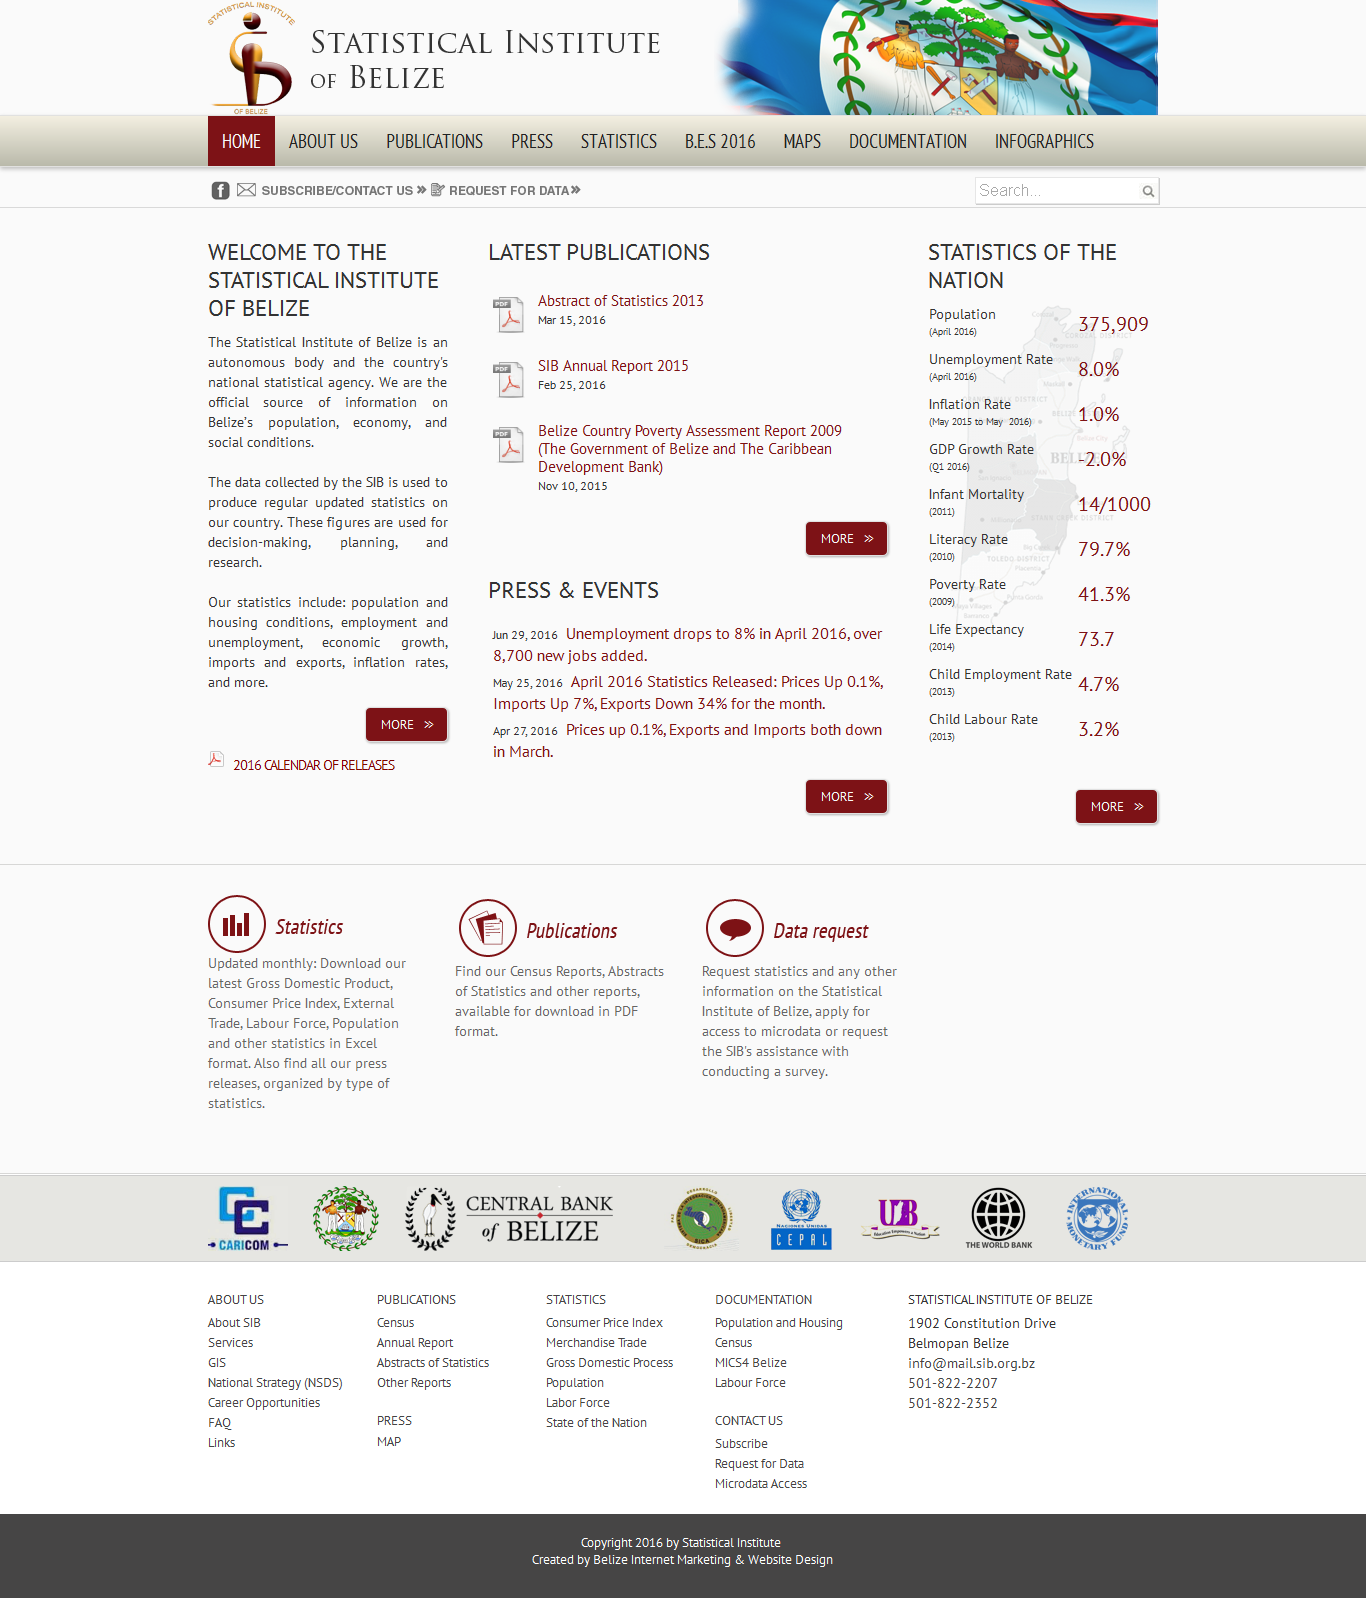 STATISTICAL INSTITUTE
OF BELIZE
STATISTICAL INSTITUTE
OF BELIZE
HOME ABOUT US PUBLICATIONS PRESS STATISTICS B.E.S 2016 MAPS DOCUMENTATION INFOGRAPHICS
SUBSCRIBE/CONTACT US » REQUEST FOR DATA »
Search...
WELCOME TO THE
STATISTICAL INSTITUTE
OF BELIZE
The Statistical Institute of Belize is an
autonomous body and the country's
national statistical agency. We are the
official source of information on
Belize's population, economy, and
social conditions.
The data collected by the SIB is used to
produce regular updated statistics on
our country. These figures are used for
decision-making, planning, and
research.
Our statistics include: population and
housing conditions, employment and
unemployment, economic growth,
imports and exports, inflation rates,
and more.
MORE »
2016 CALENDAR OF RELEASES
LATEST PUBLICATIONS
PDF
Abstract of Statistics 2013
Mar 15, 2016
PDF
SIB Annual Report 2015
Feb 25, 2016
PDF
Belize Country Poverty Assessment Report 2009
(The Government of Belize and The Caribbean
Development Bank)
Nov 10, 2015
MORE »
PRESS & EVENTS
Jun 29, 2016 Unemployment drops to 8% in April 2016, over
8,700 new jobs added.
May 25, 2016 April 2016 Statistics Released: Prices Up 0.1%,
Imports Up 7%, Exports Down 34% for the month.
Apr 27, 2016 Prices up 0.1%, Exports and Imports both down
in March.
MORE »
STATISTICS OF THE
NATION
Population
(April 2016)
375,909
Unemployment Rate
(April 2016)
8.0%
Inflation Rate
(May 2015 to May 2016)
1.0%
GDP Growth Rate
(Q1 2016)
-2.0%
Infant Mortality
(2011)
14/1000
Literacy Rate
(2010)
79.7%
Poverty Rate
(2009)
41.3%
Life Expectancy
(2014)
73.7
Child Employment Rate
(2013)
4.7%
Child Labour Rate
(2013)
3.2%
MORE »
Statistics
Updated monthly: Download our
latest Gross Domestic Product,
Consumer Price Index, External
Trade, Labour Force, Population
and other statistics in Excel
format. Also find all our press
releases, organized by type of
statistics.
Publications
Find our Census Reports, Abstracts
of Statistics and other reports,
available for download in PDF
format.
Data request
Request statistics and any other
information on the Statistical
Institute of Belize, apply for
access to microdata or request
the SIB's assistance with
conducting a survey.
CARICOM
CENTRAL BANK
of BELIZE
SICA
NACIONES UNIDAS
CEPAL
UB
Education Empowers a Nation
THE WORLD BANK
INTERNATIONAL MONETARY FUND
ABOUT US
About SIB
Services
GIS
National Strategy (NSDS)
Career Opportunities
FAQ
Links
PUBLICATIONS
Census
Annual Report
Abstracts of Statistics
Other Reports
PRESS
MAP
STATISTICS
Consumer Price Index
Merchandise Trade
Gross Domestic Process
Population
Labor Force
State of the Nation
DOCUMENTATION
Population and Housing
Census
MICS4 Belize
Labour Force
CONTACT US
Subscribe
Request for Data
Microdata Access
STATISTICAL INSTITUTE OF BELIZE
1902 Constitution Drive
Belmopan Belize
info@mail.sib.org.bz
501-822-2207
501-822-2352
Copyright 2016 by Statistical Institute
Created by Belize Internet Marketing & Website Design